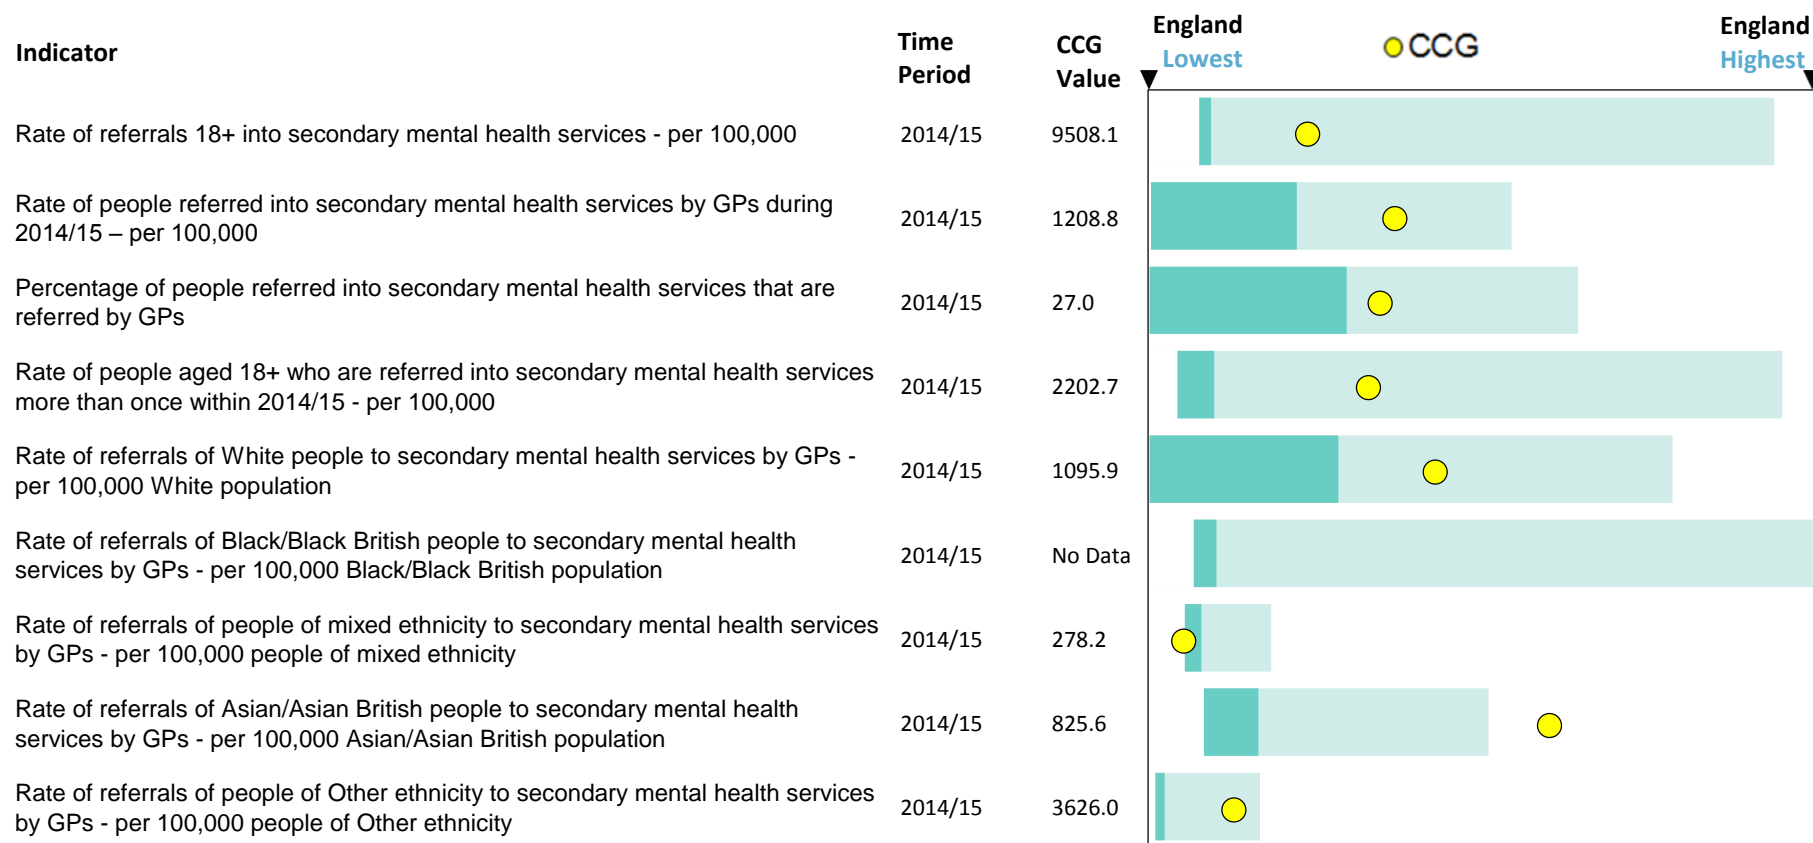 Indicator
Time Period
CCG Value
England Lowest
CCG
England Highest
Rate of referrals 18+ into secondary mental health services - per 100,000
2014/15
9508.1
Rate of people referred into secondary mental health services by GPs during
2014/15 – per 100,000
2014/15
1208.8
Percentage of people referred into secondary mental health services that are
referred by GPs
2014/15
27.0
Rate of people aged 18+ who are referred into secondary mental health services
more than once within 2014/15 - per 100,000
2014/15
2202.7
Rate of referrals of White people to secondary mental health services by GPs -
per 100,000 White population
2014/15
1095.9
Rate of referrals of Black/Black British people to secondary mental health
services by GPs - per 100,000 Black/Black British population
2014/15
No Data
Rate of referrals of people of mixed ethnicity to secondary mental health services
by GPs - per 100,000 people of mixed ethnicity
2014/15
278.2
Rate of referrals of Asian/Asian British people to secondary mental health
services by GPs - per 100,000 Asian/Asian British population
2014/15
825.6
Rate of referrals of people of Other ethnicity to secondary mental health services
by GPs - per 100,000 people of Other ethnicity
2014/15
3626.0